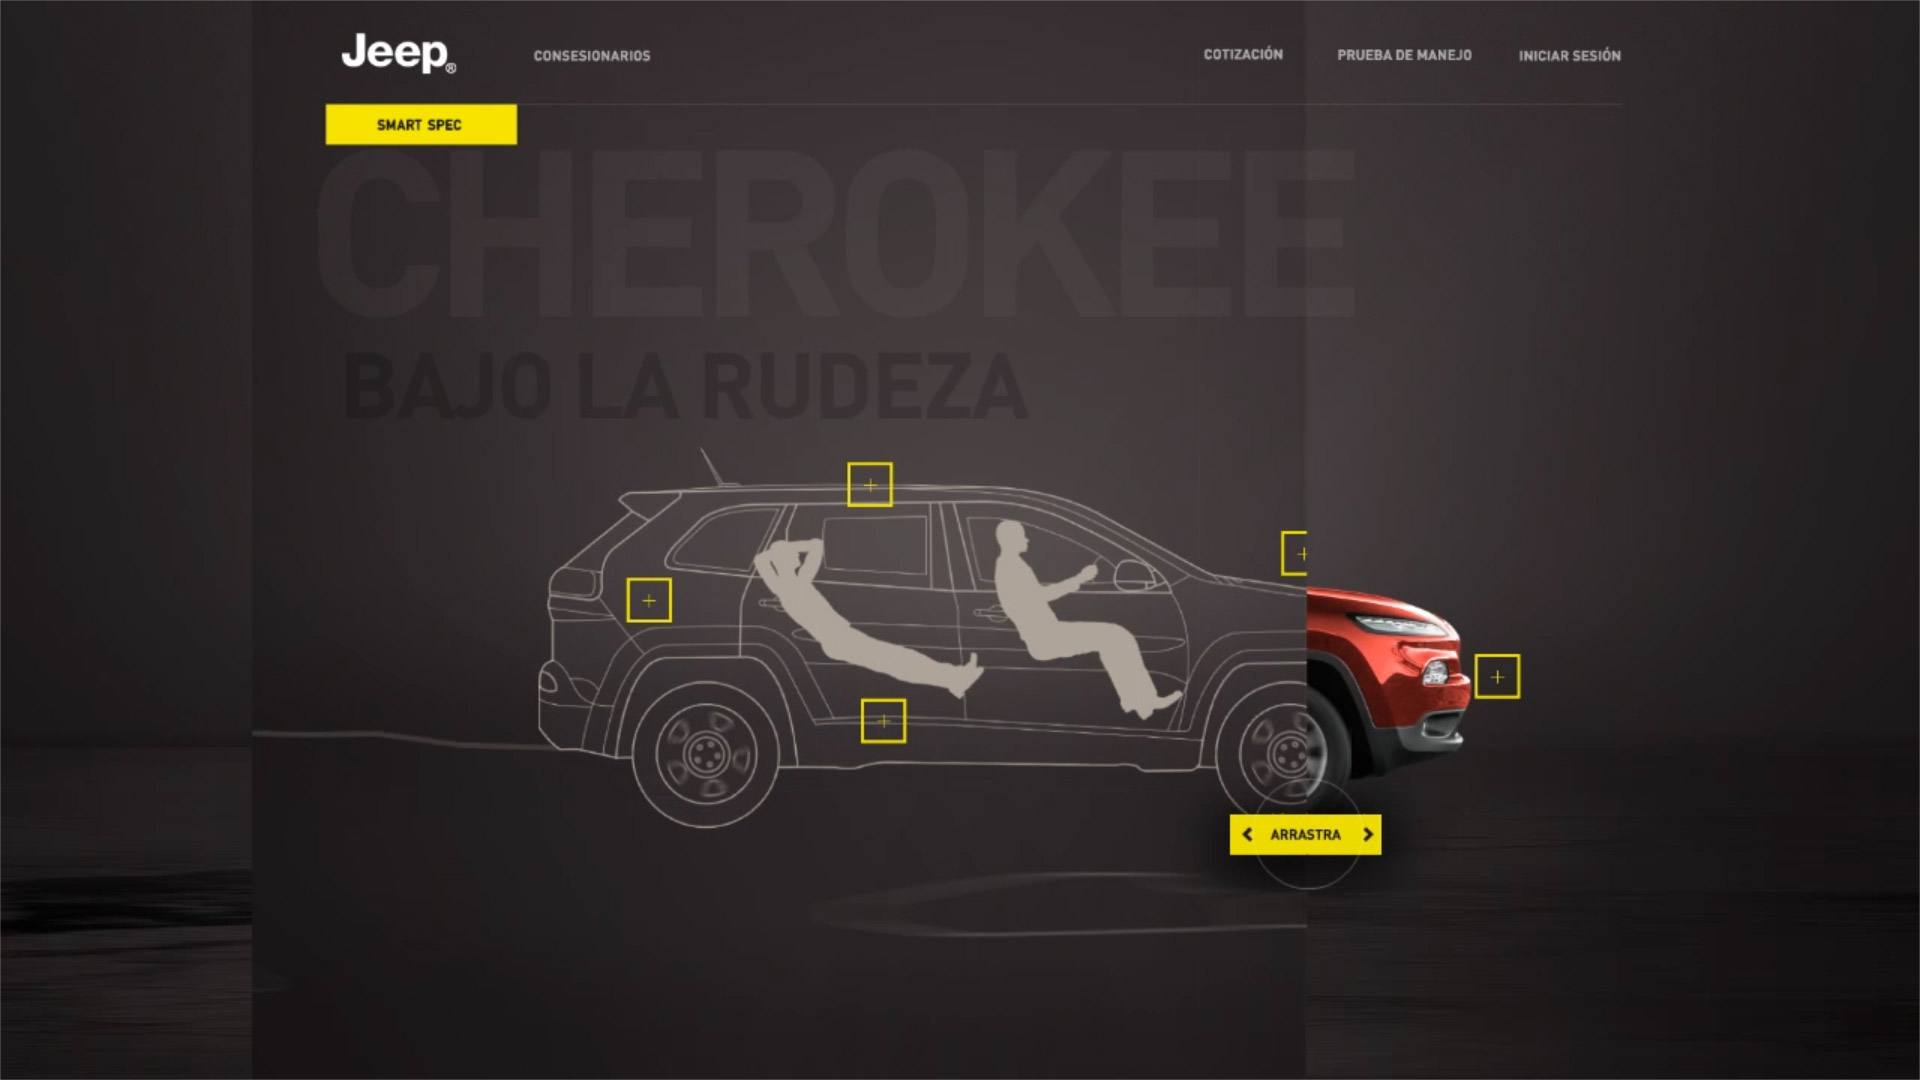 Jeep®
CONSESIONARIOS
COTIZACIÓN
PRUEBA DE MANEJO
INICIAR SESIÓN
SMART SPEC
CHEROKEE
BAJO LA RUDEZA
ARRASTRA